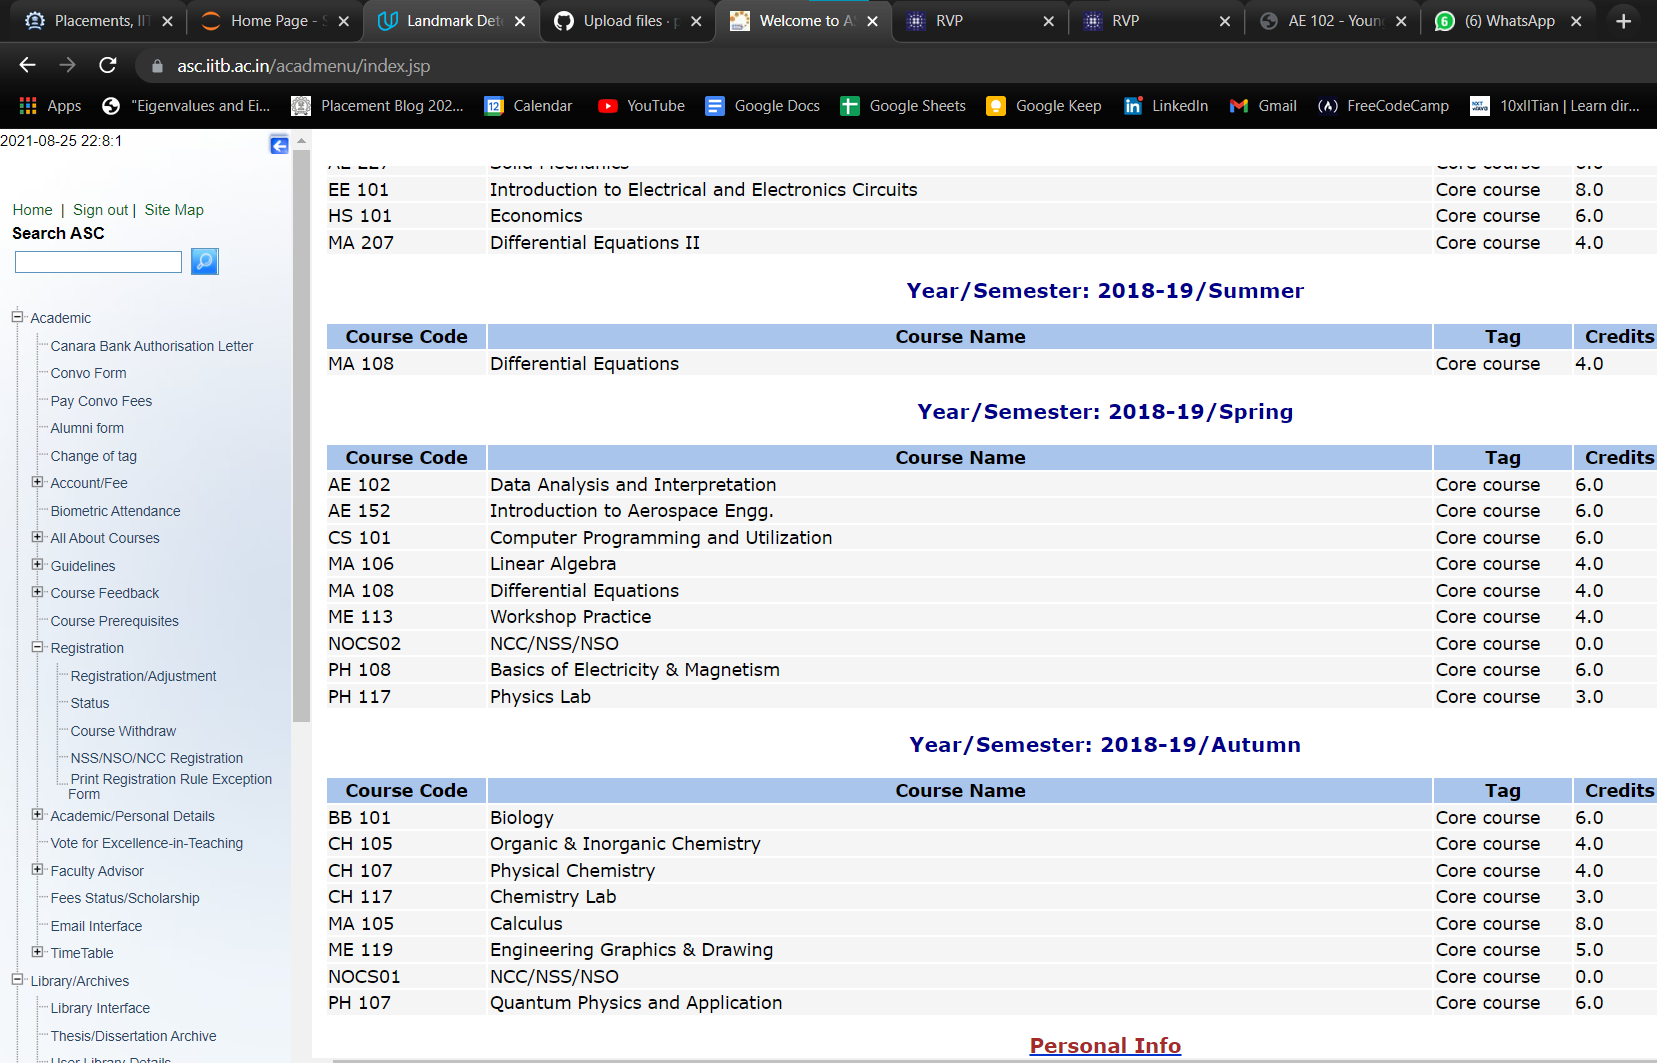 Placements, IIT
Home Page - S
Landmark Dete
Upload files · p
Welcome to AS
RVP
RVP
AE 102 - Youn
(6) WhatsApp
asc.iitb.ac.in/acadmenu/index.jsp
Apps
"Eigenvalues and Ei...
Placement Blog 202...
Calendar
YouTube
Google Docs
Google Sheets
Google Keep
LinkedIn
Gmail
FreeCodeCamp
10xIITian | Learn dir...
2021-08-25 22:8:1
Home | Sign out | Site Map
Search ASC
Academic
Canara Bank Authorisation Letter
Convo Form
Pay Convo Fees
Alumni form
Change of tag
Account/Fee
Biometric Attendance
All About Courses
Guidelines
Course Feedback
Course Prerequisites
Registration
Registration/Adjustment
Status
Course Withdraw
NSS/NSO/NCC Registration
Print Registration Rule Exception
Form
Academic/Personal Details
Vote for Excellence-in-Teaching
Faculty Advisor
Fees Status/Scholarship
Email Interface
TimeTable
Library/Archives
Library Interface
Thesis/Dissertation Archive
User Library Details
Solid Mechanics Core course
EE 101 Introduction to Electrical and Electronics Circuits Core course 8.0
HS 101 Economics Core course 6.0
MA 207 Differential Equations II Core course 4.0
Year/Semester: 2018-19/Summer
Course Code Course Name Tag Credits
MA 108 Differential Equations Core course 4.0
Year/Semester: 2018-19/Spring
Course Code Course Name Tag Credits
AE 102 Data Analysis and Interpretation Core course 6.0
AE 152 Introduction to Aerospace Engg. Core course 6.0
CS 101 Computer Programming and Utilization Core course 6.0
MA 106 Linear Algebra Core course 4.0
MA 108 Differential Equations Core course 4.0
ME 113 Workshop Practice Core course 4.0
NOCS02 NCC/NSS/NSO Core course 0.0
PH 108 Basics of Electricity & Magnetism Core course 6.0
PH 117 Physics Lab Core course 3.0
Year/Semester: 2018-19/Autumn
Course Code Course Name Tag Credits
BB 101 Biology Core course 6.0
CH 105 Organic & Inorganic Chemistry Core course 4.0
CH 107 Physical Chemistry Core course 4.0
CH 117 Chemistry Lab Core course 3.0
MA 105 Calculus Core course 8.0
ME 119 Engineering Graphics & Drawing Core course 5.0
NOCS01 NCC/NSS/NSO Core course 0.0
PH 107 Quantum Physics and Application Core course 6.0
Personal Info